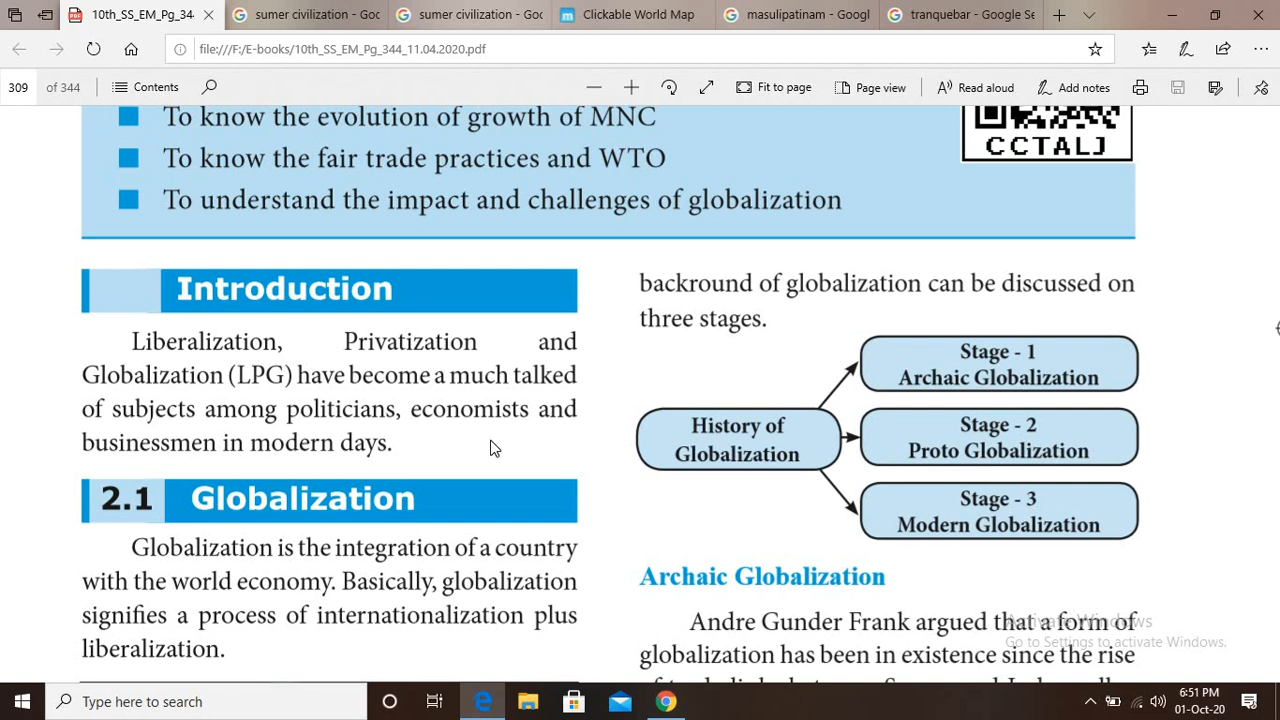 10th_SS_EM_Pg_34
sumer civilization - Goo
sumer civilization - Goo
Clickable World Map
masulipatinam - Googl
tranquebar - Google Se
file:///F:/E-books/10th_SS_EM_Pg_344_11.04.2020.pdf
309 of 344
Contents
Fit to page
Page view
Read aloud
Add notes
To know the evolution of growth of MNC
To know the fair trade practices and WTO
To understand the impact and challenges of globalization
CCTALJ
Introduction
Liberalization, Privatization and
Globalization (LPG) have become a much talked
of subjects among politicians, economists and
businessmen in modern days.
2.1 Globalization
Globalization is the integration of a country
with the world economy. Basically, globalization
signifies a process of internationalization plus
liberalization.
backround of globalization can be discussed on
three stages.
History of
Globalization
Stage - 1
Archaic Globalization
Stage - 2
Proto Globalization
Stage - 3
Modern Globalization
Archaic Globalization
Andre Gunder Frank argued that a form of
globalization has been in existence since the rise
Activate Windows
Go to Settings to activate Windows.
Type here to search
6:51 PM
01-Oct-20